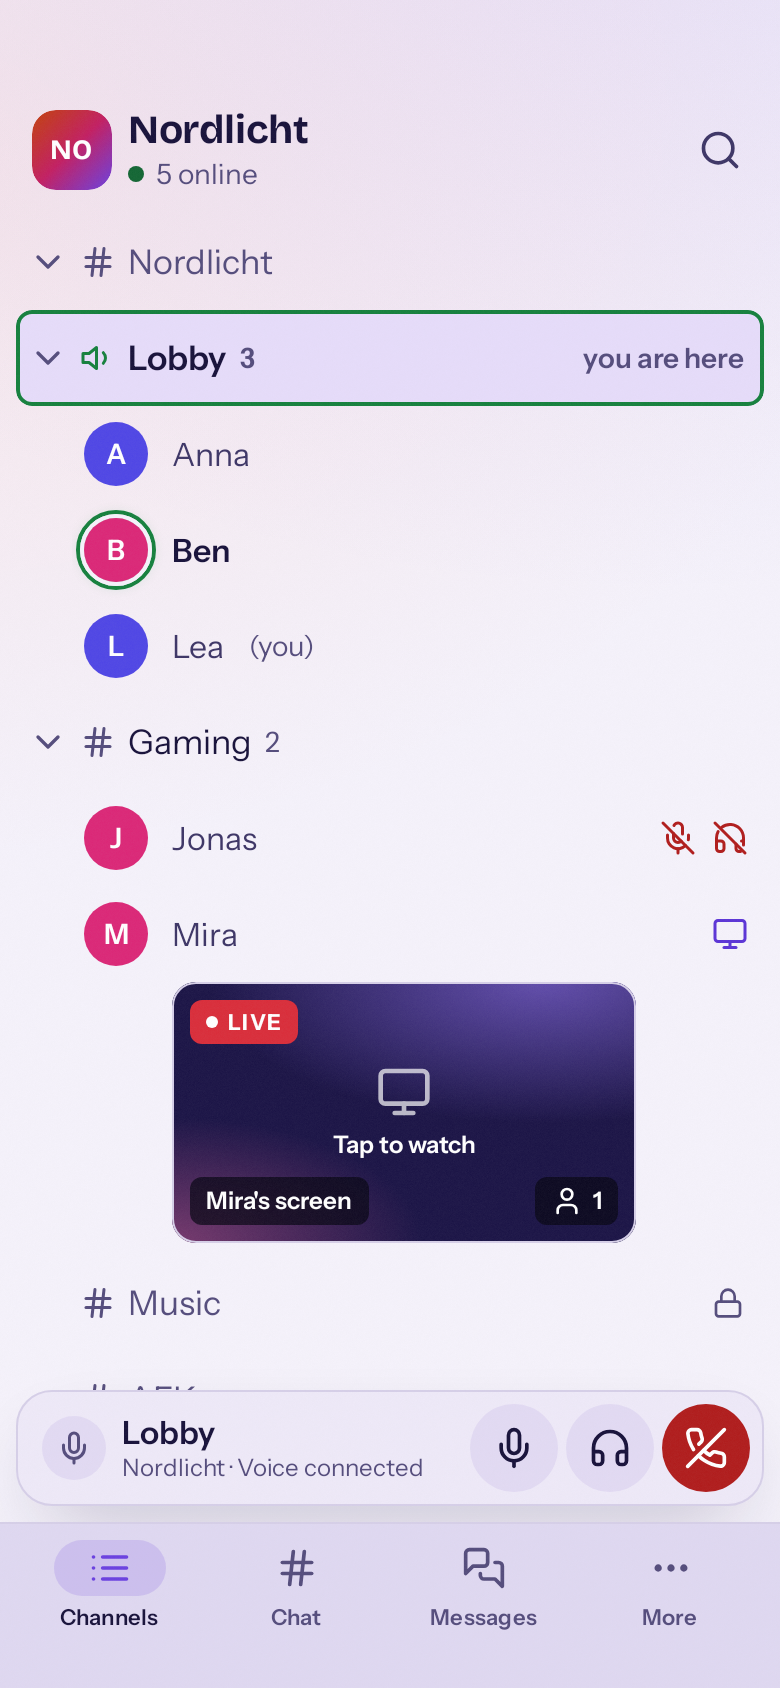 NO
Nordlicht
5 online
# Nordlicht
Lobby 3
you are here
A
Anna
B
Ben
L
Lea (you)
# Gaming 2
J
Jonas
M
Mira
LIVE
Tap to watch
Mira's screen
1
# Music
# AFK
Lobby
Nordlicht · Voice connected
Channels
Chat
Messages
More